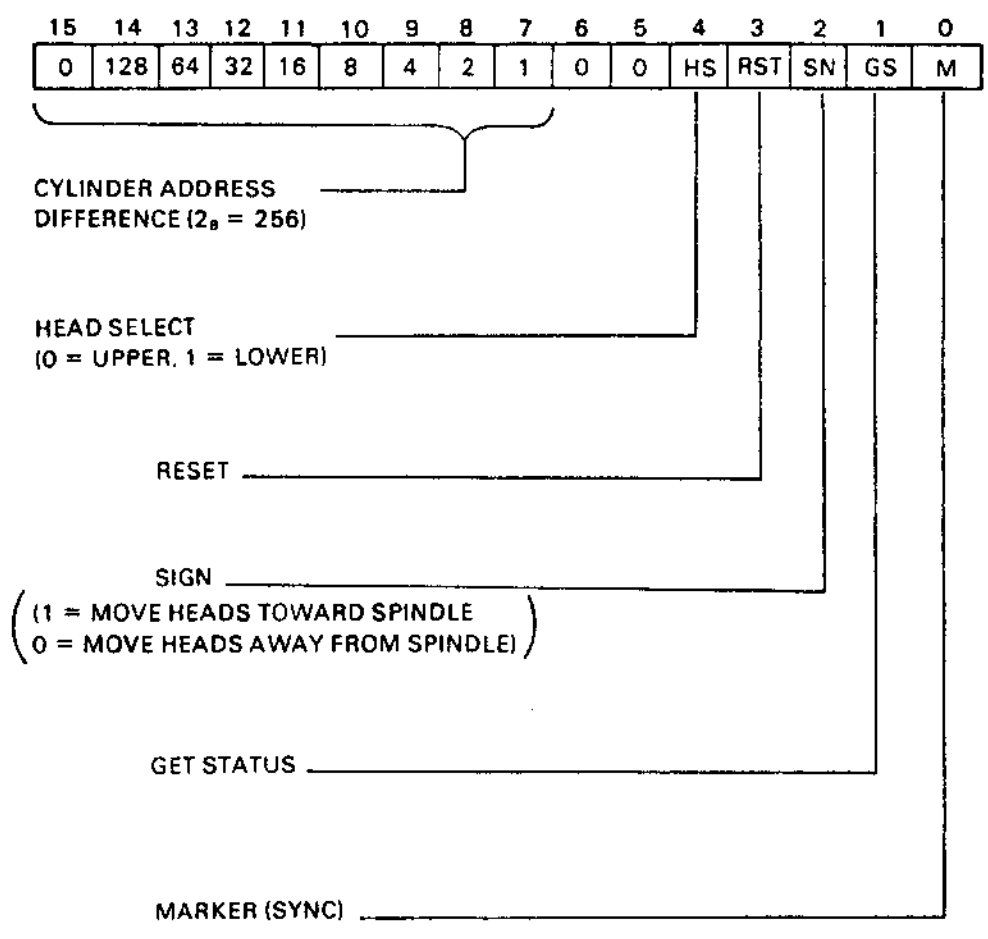 15 14 13 12 11 10 9 8 7 6 5 4 3 2 1 0
0 128 64 32 16 8 4 2 1 0 0 HS RST SN GS M
CYLINDER ADDRESS
DIFFERENCE (2₈ = 256)
HEAD SELECT
(0 = UPPER, 1 = LOWER)
RESET
SIGN
(1 = MOVE HEADS TOWARD SPINDLE
0 = MOVE HEADS AWAY FROM SPINDLE)
GET STATUS
MARKER (SYNC)